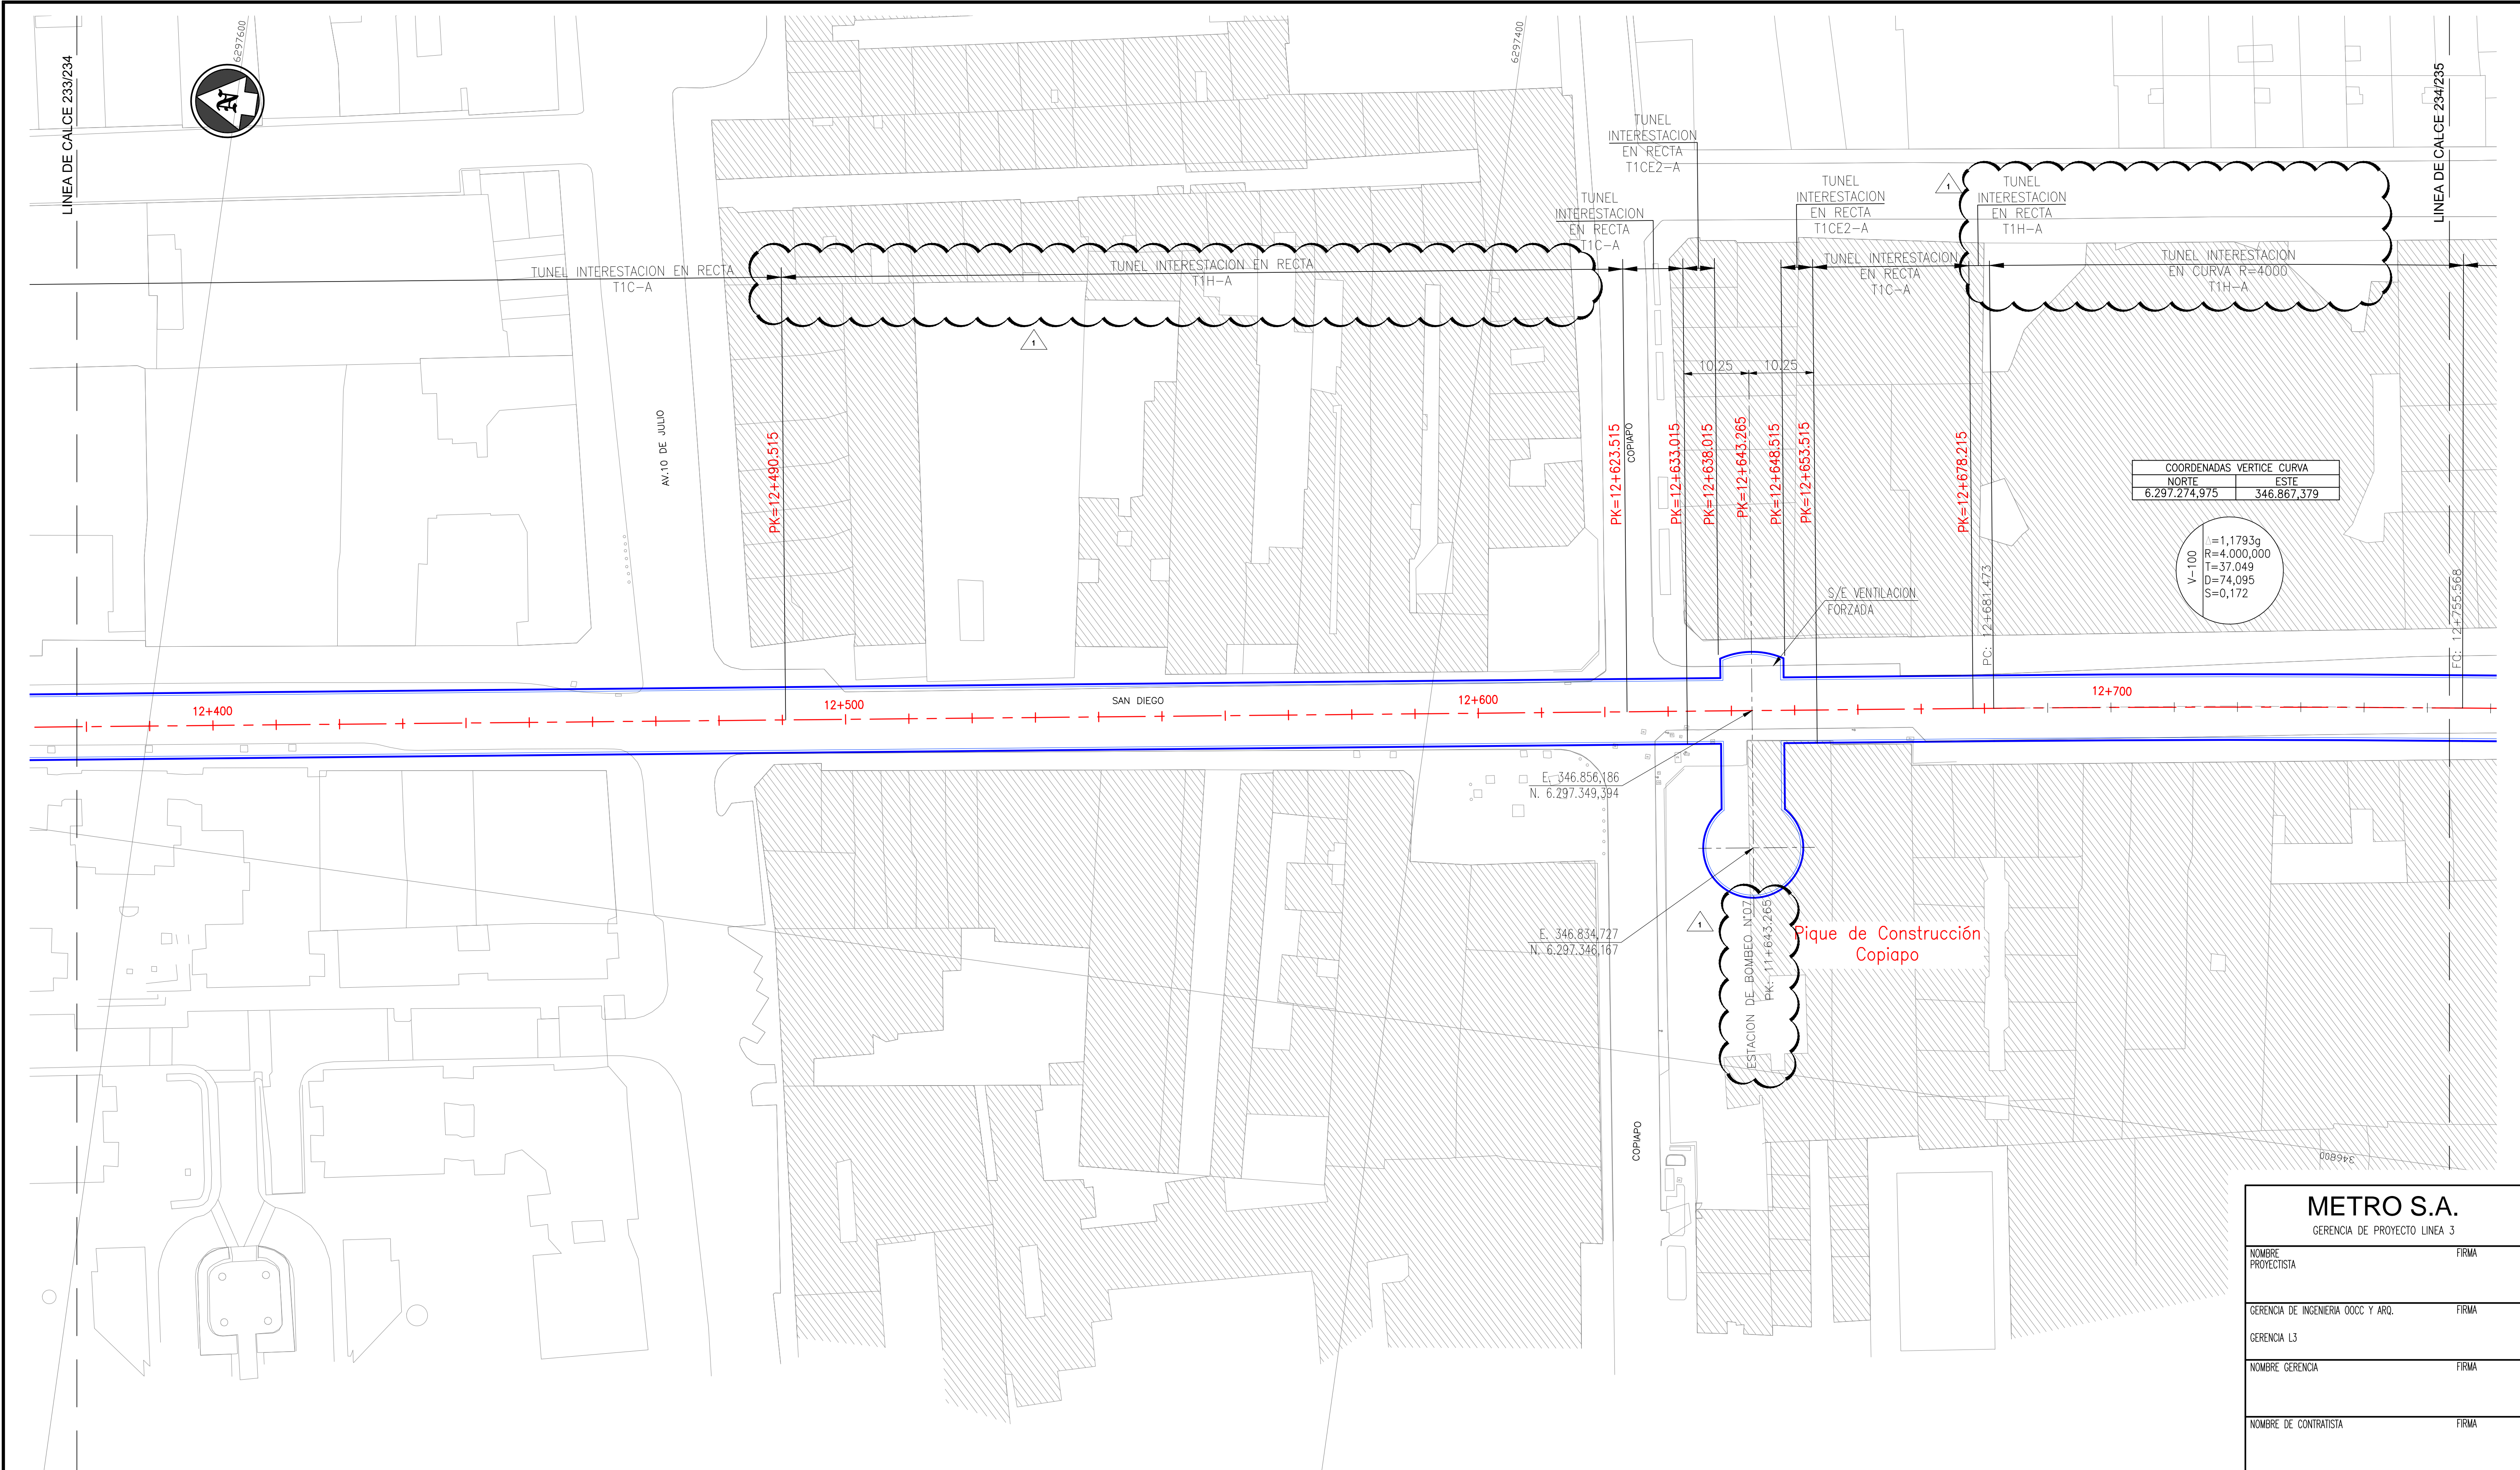 LINEA DE CALCE 233/234
6297600
N
6297400
LINEA DE CALCE 234/235
TUNEL
INTERESTACION
EN RECTA
T1CE2-A
TUNEL
INTERESTACION
EN RECTA
T1C-A
TUNEL
INTERESTACION
EN RECTA
T1CE2-A
1
TUNEL
INTERESTACION
EN RECTA
T1H-A
TUNEL INTERESTACION EN RECTA
T1C-A
TUNEL INTERESTACION EN RECTA
T1H-A
TUNEL INTERESTACION
EN RECTA
T1C-A
TUNEL INTERESTACION
EN CURVA R=4000
T1H-A
1
10.25
10.25
AV.10 DE JULIO
PK=12+490.515
PK=12+623.515
COPIAPO
PK=12+633.015
PK=12+638.015
PK=12+643.265
PK=12+648.515
PK=12+653.515
PK=12+678.215
COORDENADAS VERTICE CURVA
NORTE ESTE
6.297.274,975 346.867,379
V-100
Δ=1,1793g
R=4.000,000
T=37.049
D=74,095
S=0,172
PC: 12+681.473
FC: 12+755.568
S/E VENTILACION
FORZADA
12+400
12+500
SAN DIEGO
12+600
12+700
E. 346.856,186
N. 6.297.349,394
E. 346.834,727
N. 6.297.346,167
1
ESTACION DE BOMBEO N°07
PK: 11+643.265
Pique de Construcción
Copiapo
COPIAPO
346800
METRO S.A.
GERENCIA DE PROYECTO LINEA 3
NOMBRE FIRMA
PROYECTISTA
GERENCIA DE INGENIERIA OOCC Y ARQ. FIRMA
GERENCIA L3
NOMBRE GERENCIA FIRMA
NOMBRE DE CONTRATISTA FIRMA